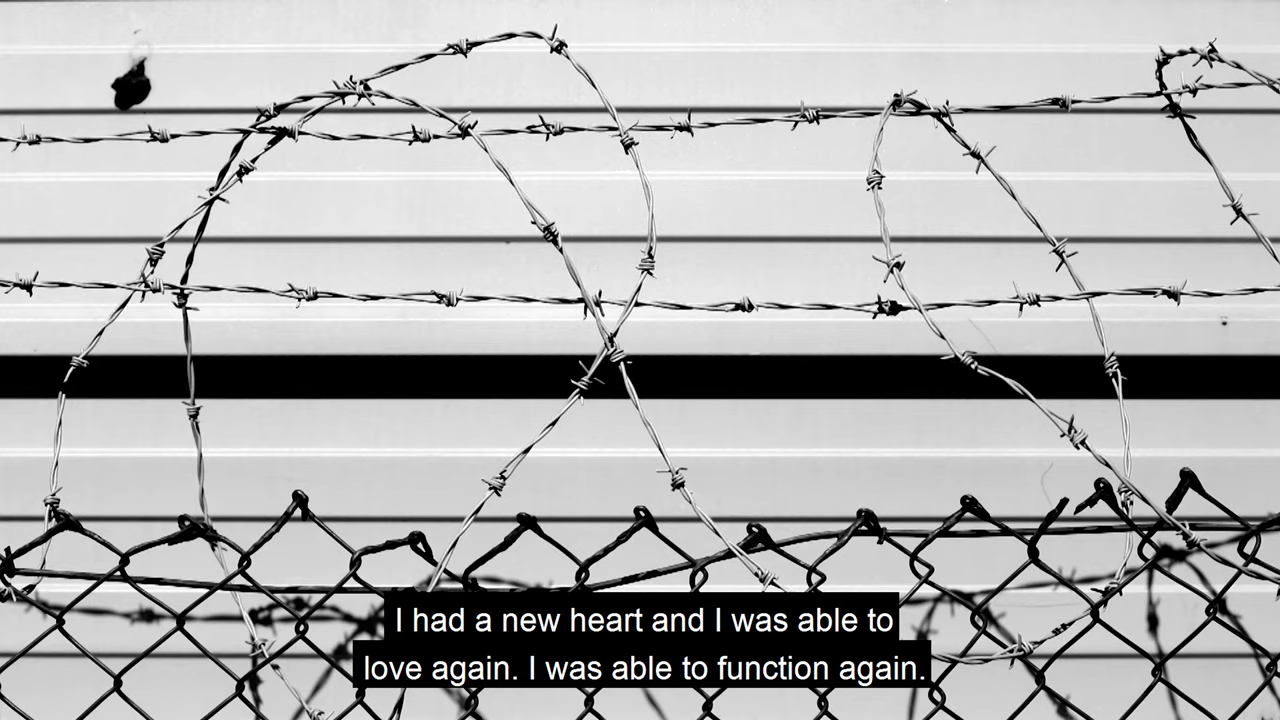 I had a new heart and I was able to
love again. I was able to function again.